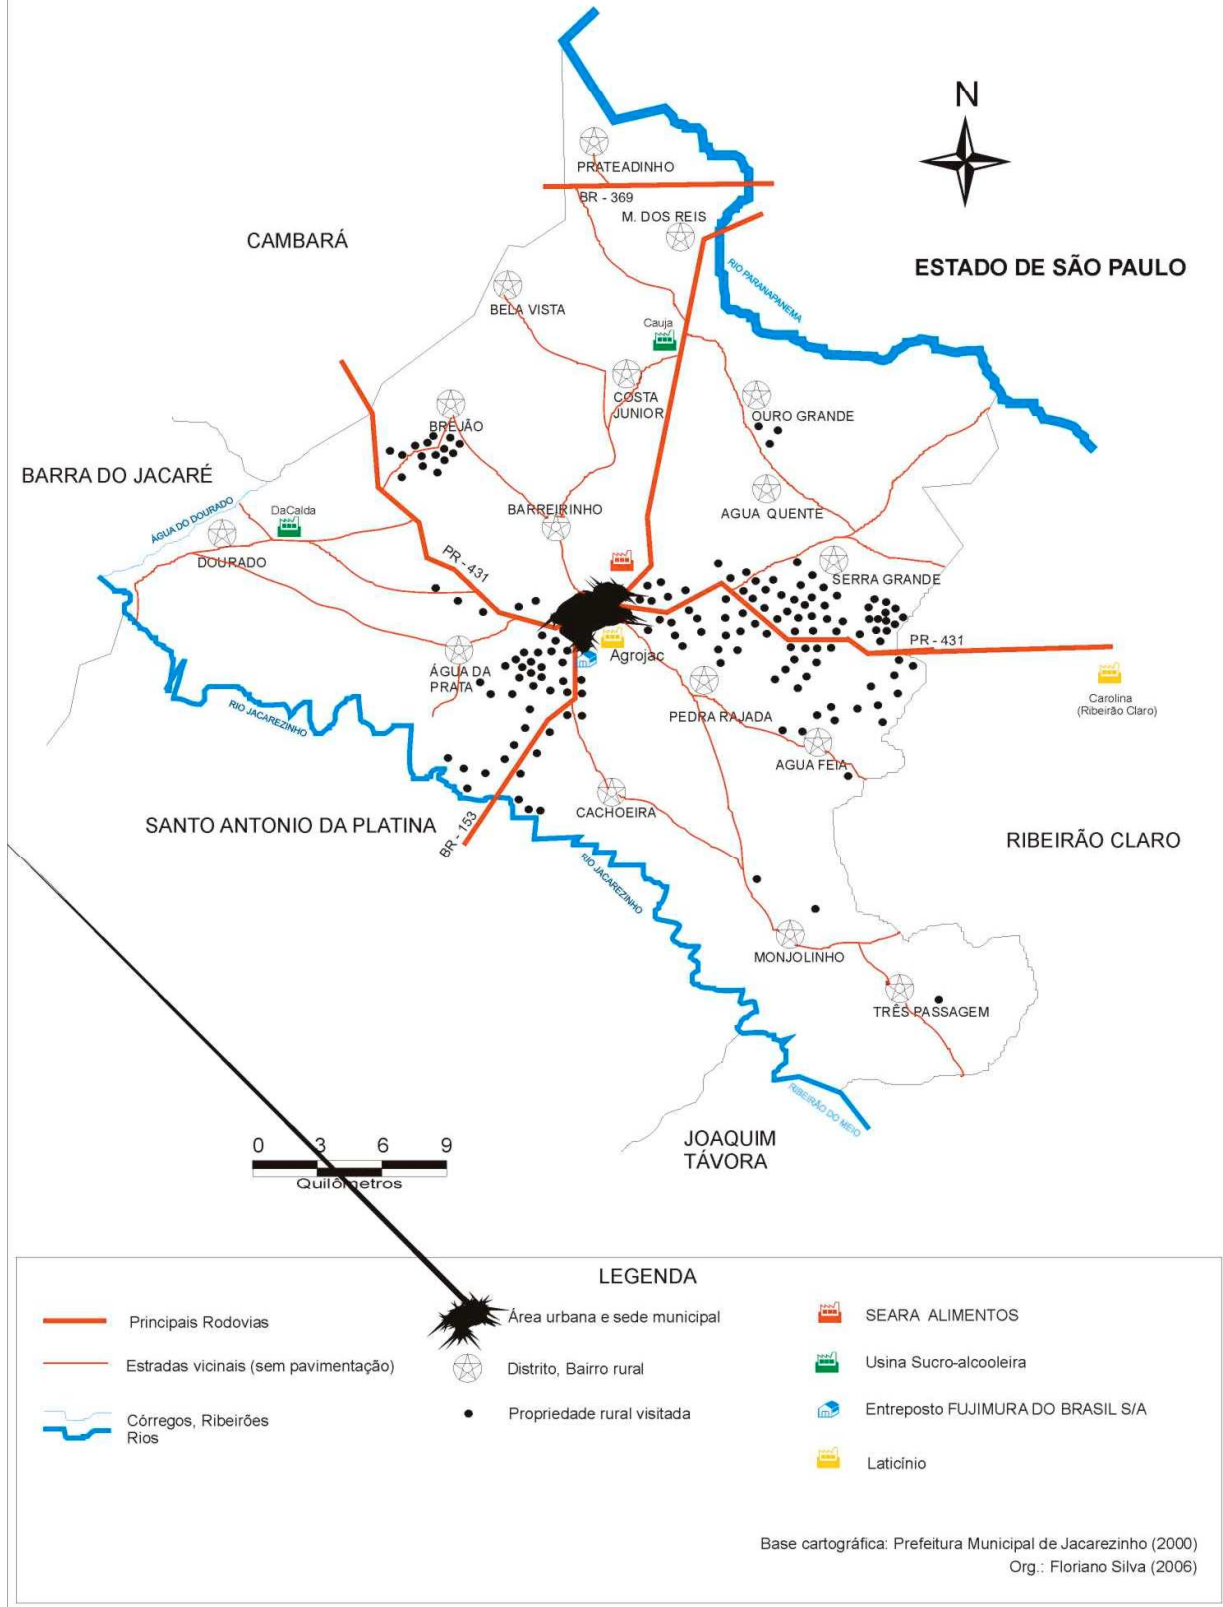 N
PRATEADINHO
BR - 369
M. DOS REIS
CAMBARÁ
ESTADO DE SÃO PAULO
RIO PARANAPANEMA
BELA VISTA
Cauja
COSTA
JUNIOR
OURO GRANDE
BREJÃO
BARRA DO JACARÉ
ÁGUA DO DOURADO
DaCalda
BARREIRINHO
AGUA QUENTE
DOURADO
PR - 431
SERRA GRANDE
PR - 431
Agrojac
ÁGUA DA
PRATA
RIO JACAREZINHO
PEDRA RAJADA
Carolina
(Ribeirão Claro)
AGUA FEIA
CACHOEIRA
SANTO ANTONIO DA PLATINA
BR - 153
RIO JACAREZINHO
RIBEIRÃO CLARO
MONJOLINHO
TRÊS PASSAGEM
RIBEIRÃO DO MEIO
JOAQUIM
TÁVORA
0 3 6 9
Quilômetros
LEGENDA
Principais Rodovias
Área urbana e sede municipal
SEARA ALIMENTOS
Estradas vicinais (sem pavimentação)
Distrito, Bairro rural
Usina Sucro-alcooleira
Córregos, Ribeirões
Rios
Propriedade rural visitada
Entreposto FUJIMURA DO BRASIL S/A
Laticínio
Base cartográfica: Prefeitura Municipal de Jacarezinho (2000)
Org.: Floriano Silva (2006)